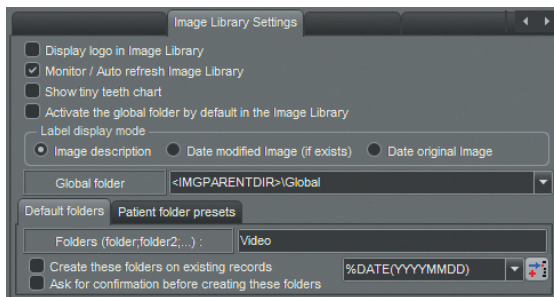 Image Library Settings
Display logo in Image Library
Monitor / Auto refresh Image Library
Show tiny teeth chart
Activate the global folder by default in the Image Library
Label display mode
Image description Date modified Image (if exists) Date original Image
Global folder <IMGPARENTDIR>\Global
Default folders Patient folder presets
Folders (folder;folder2;...) : Video
Create these folders on existing records %DATE(YYYYMMDD)
Ask for confirmation before creating these folders